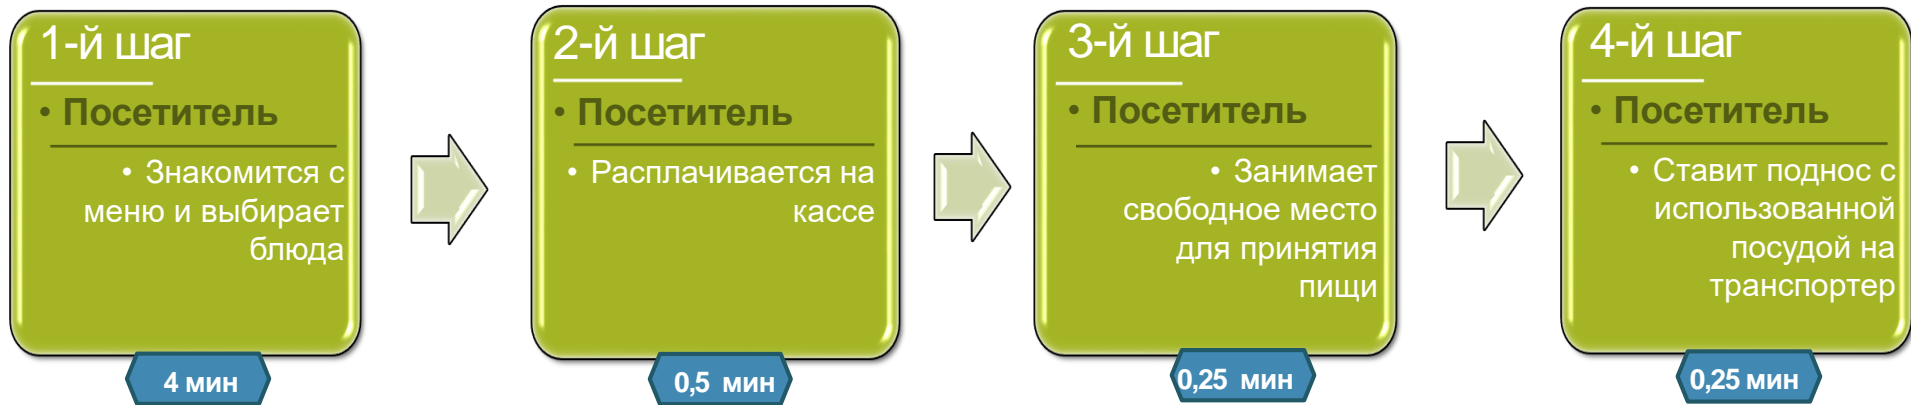 1-й шаг
• Посетитель
• Знакомится с
меню и выбирает
блюда
4 мин
2-й шаг
• Посетитель
• Расплачивается на
кассе
0,5 мин
3-й шаг
• Посетитель
• Занимает
свободное место
для принятия
пищи
0,25 мин
4-й шаг
• Посетитель
• Ставит поднос с
использованной
посудой на
транспортер
0,25 мин